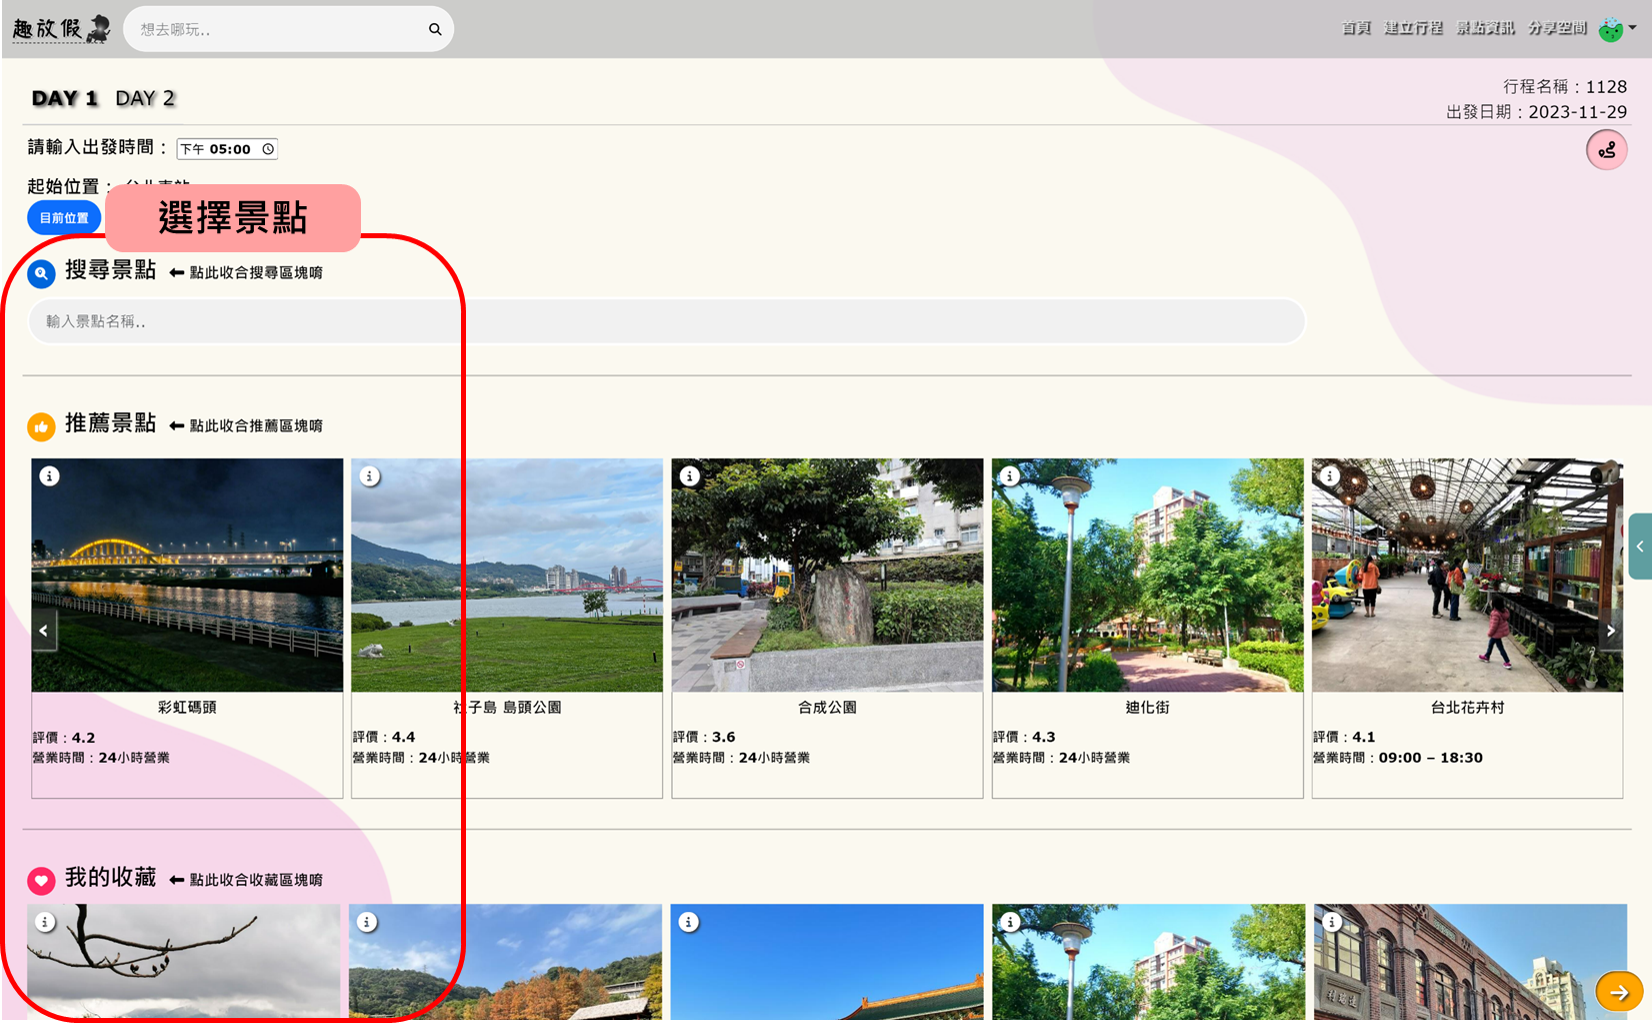 趣放假
想去哪玩..
首頁 建立行程 景點資訊 分享空間
DAY 1 DAY 2
行程名稱：1128
出發日期：2023-11-29
請輸入出發時間： 下午 05:00
起始位置：
目前位置
選擇景點
搜尋景點 點此收合搜尋區塊唷
輸入景點名稱..
推薦景點 點此收合推薦區塊唷
彩虹碼頭
評價：4.2
營業時間：24小時營業
社子島 島頭公園
評價：4.4
營業時間：24小時營業
合成公園
評價：3.6
營業時間：24小時營業
迪化街
評價：4.3
營業時間：24小時營業
台北花卉村
評價：4.1
營業時間：09:00 – 18:30
我的收藏 點此收合收藏區塊唷